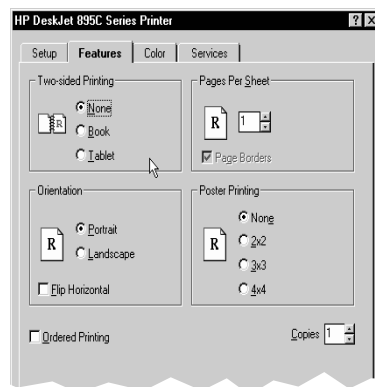 HP DeskJet 895C Series Printer
Setup Features Color Services
Two-sided Printing
None
Book
Tablet
R
Pages Per Sheet
R 1
Page Borders
Orientation
R
Portrait
Landscape
Flip Horizontal
Poster Printing
R
None
2x2
3x3
4x4
Ordered Printing
Copies 1